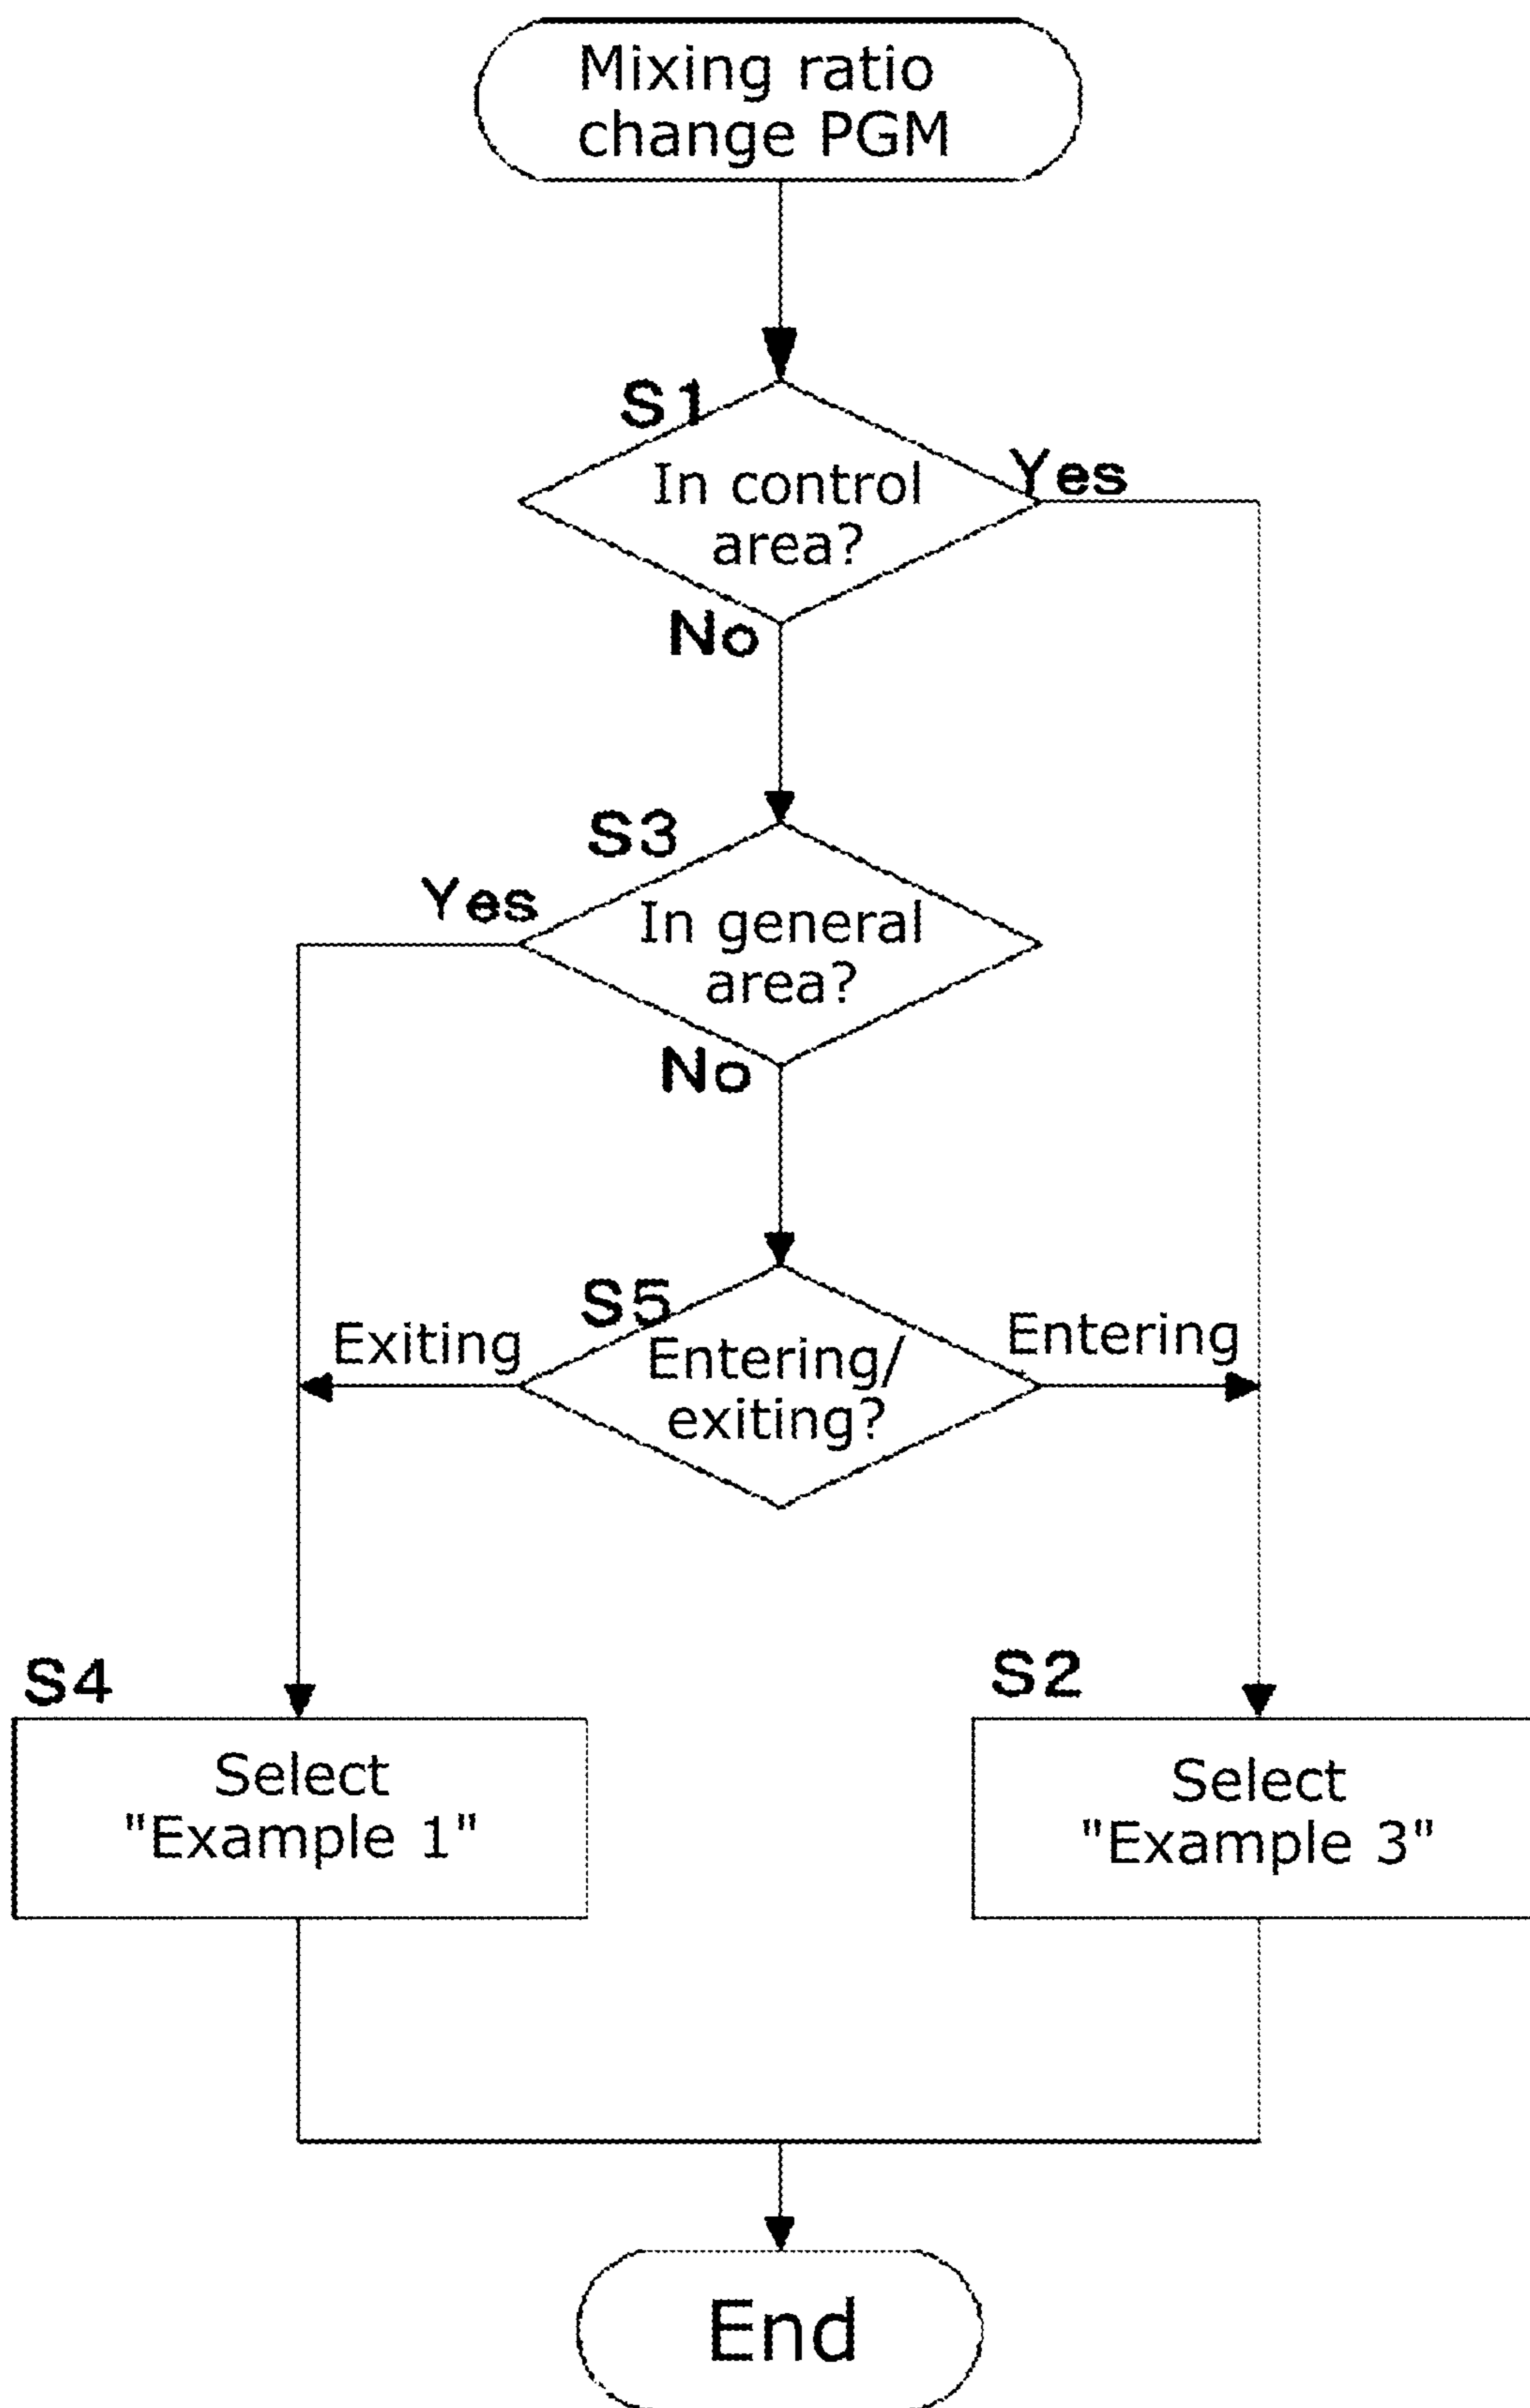 Mixing ratio
change PGM
S1
Yes
In control
area?
No
S3
Yes
In general
area?
No
S5
Exiting
Entering/
exiting?
Entering
S4
Select
"Example 1"
S2
Select
"Example 3"
End